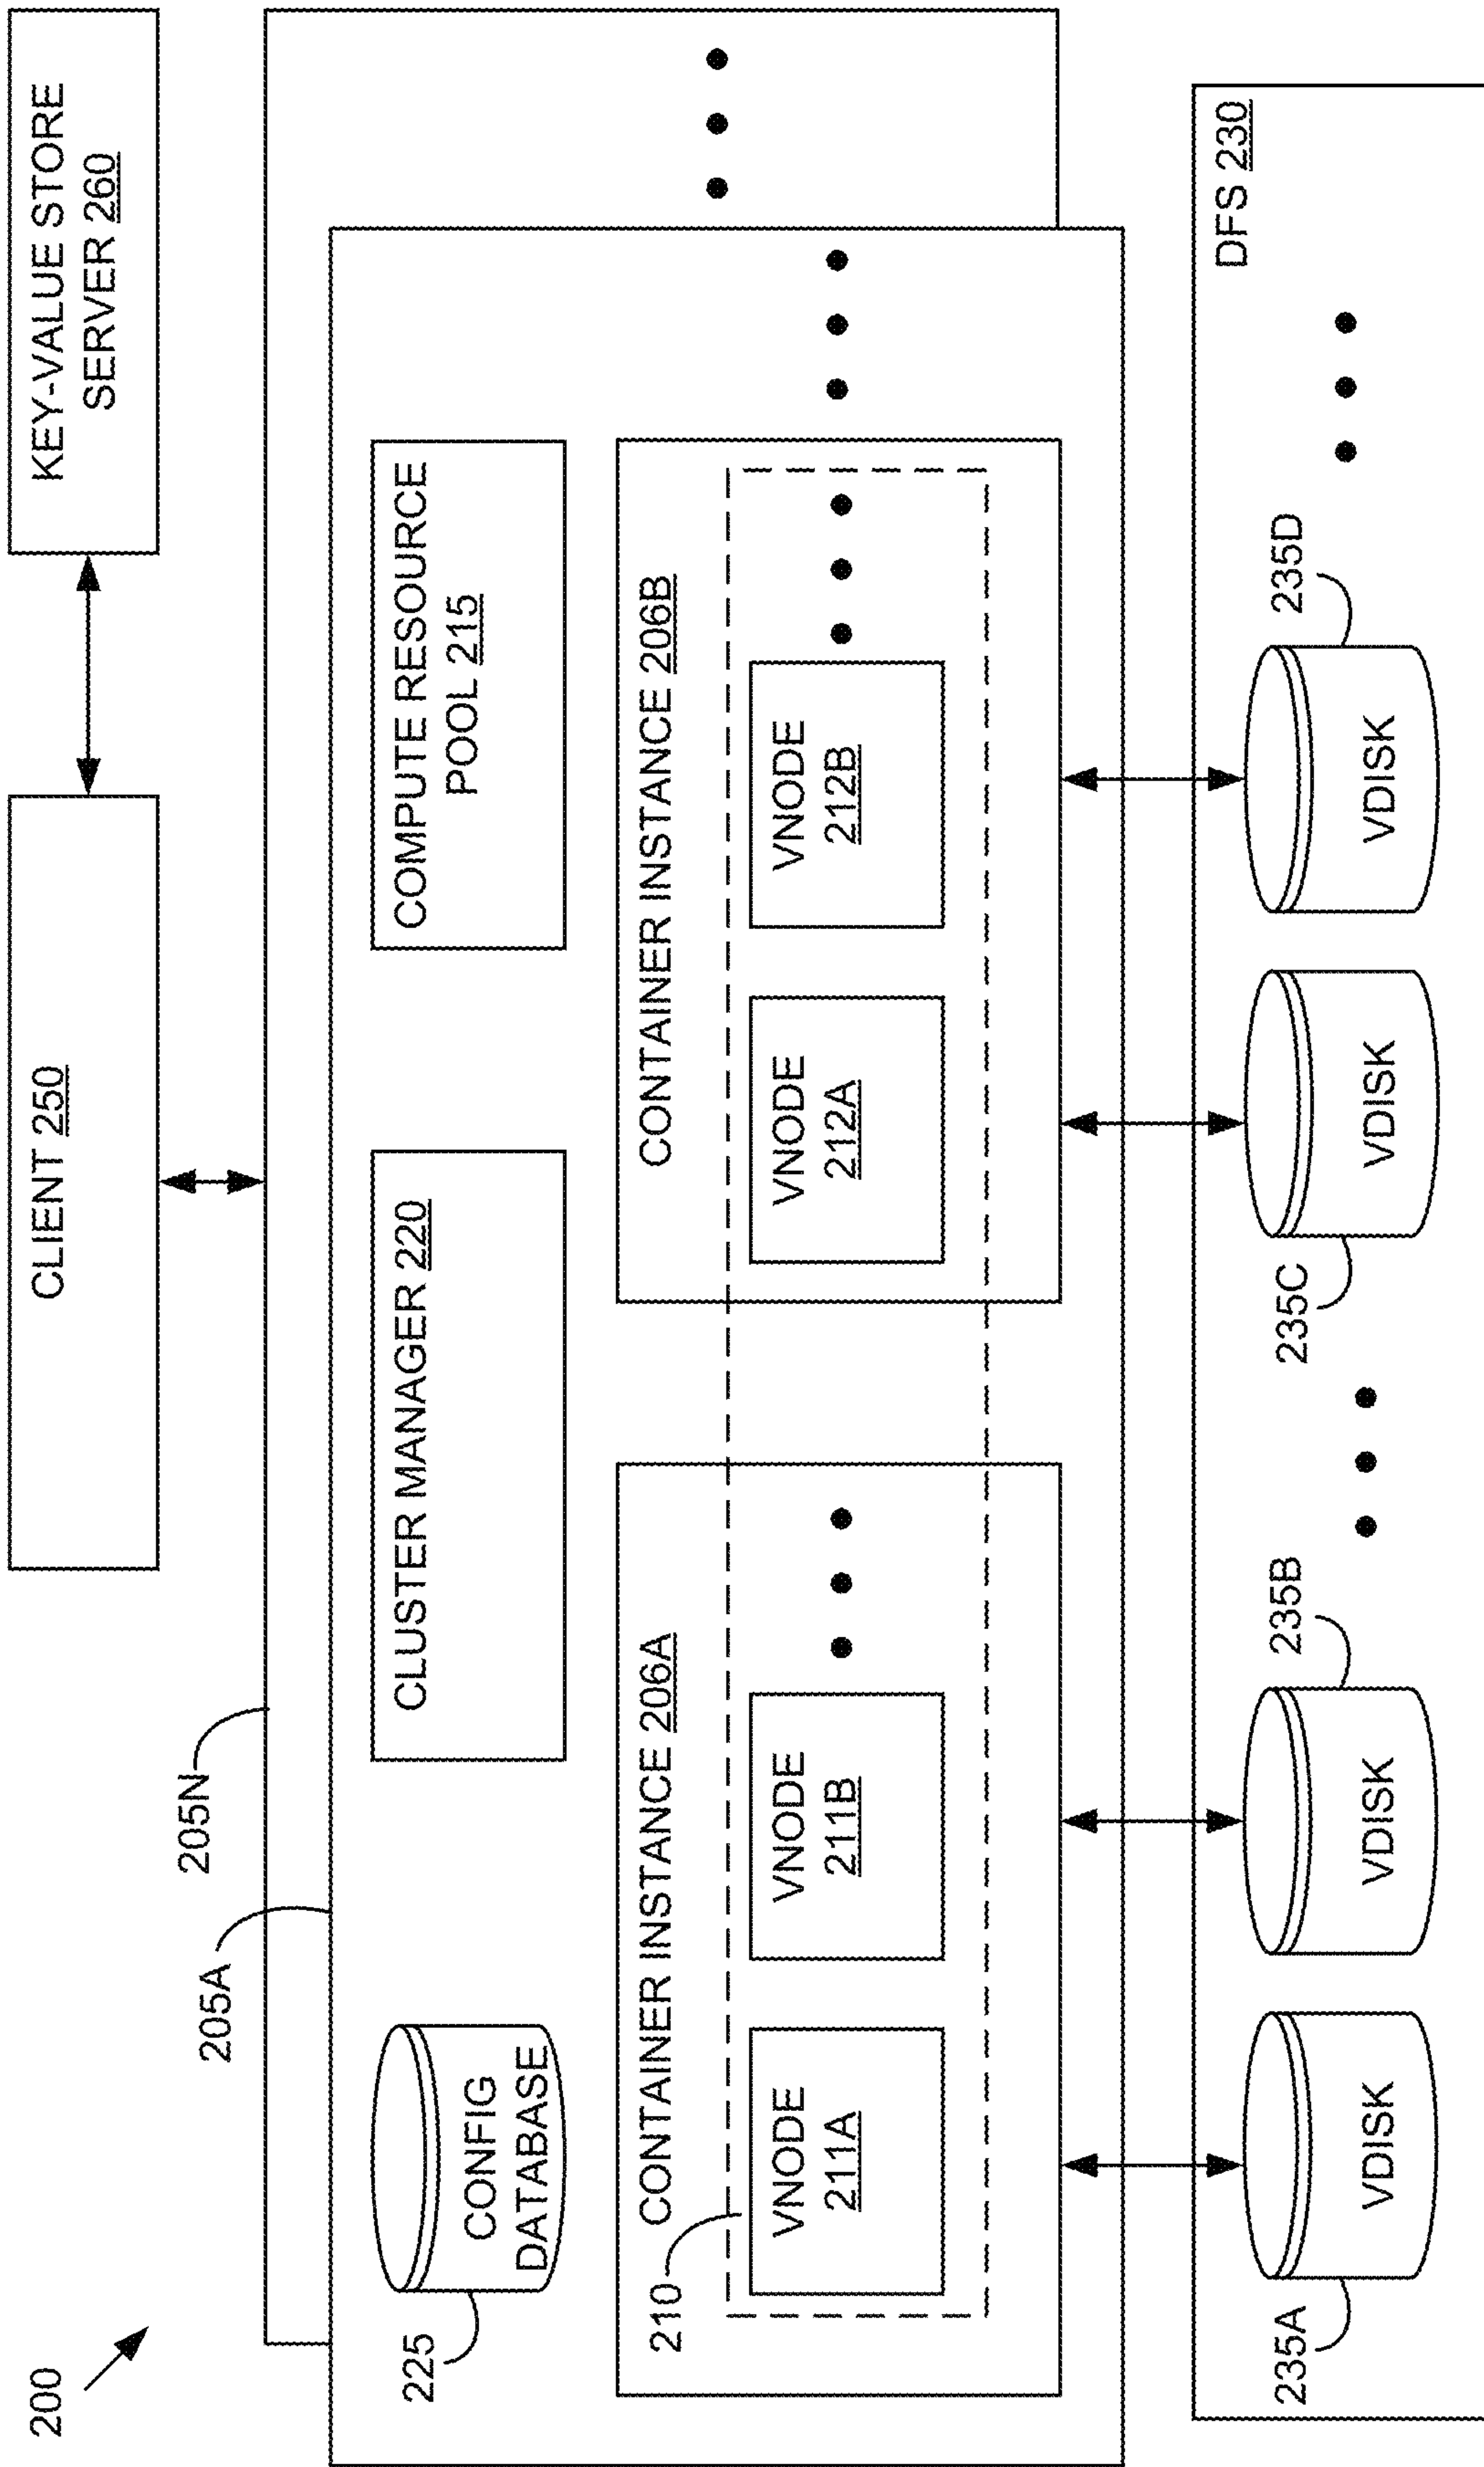 200
CLIENT 250
KEY-VALUE STORE
SERVER 260
205N
205A
225
CONFIG
DATABASE
CLUSTER MANAGER 220
COMPUTE RESOURCE
POOL 215
CONTAINER INSTANCE 206A
210
VNODE
211A
VNODE
211B
CONTAINER INSTANCE 206B
VNODE
212A
VNODE
212B
DFS 230
235A
VDISK
235B
VDISK
235C
VDISK
235D
VDISK